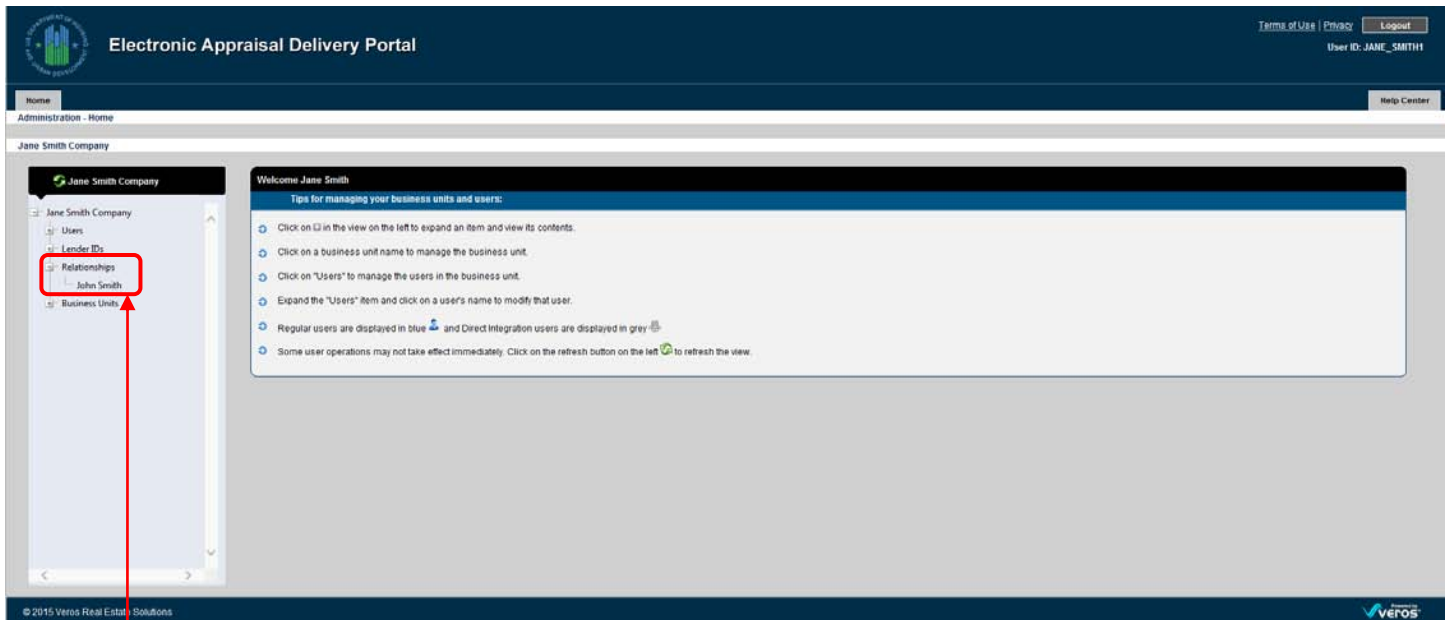 Terms of Use | Privacy Logout
Electronic Appraisal Delivery Portal
User ID: JANE_SMITH1
Home
Help Center
Administration - Home
Jane Smith Company
Jane Smith Company
Jane Smith Company
Users
Lender IDs
Relationships
John Smith
Business Units
Welcome Jane Smith
Tips for managing your business units and users:
Click on in the view on the left to expand an item and view its contents.
Click on a business unit name to manage the business unit.
Click on "Users" to manage the users in the business unit.
Expand the "Users" item and click on a user's name to modify that user.
Regular users are displayed in blue and Direct Integration users are displayed in grey
Some user operations may not take effect immediately. Click on the refresh button on the left to refresh the view.
© 2015 Veros Real Estate Solutions
Powered by
veros